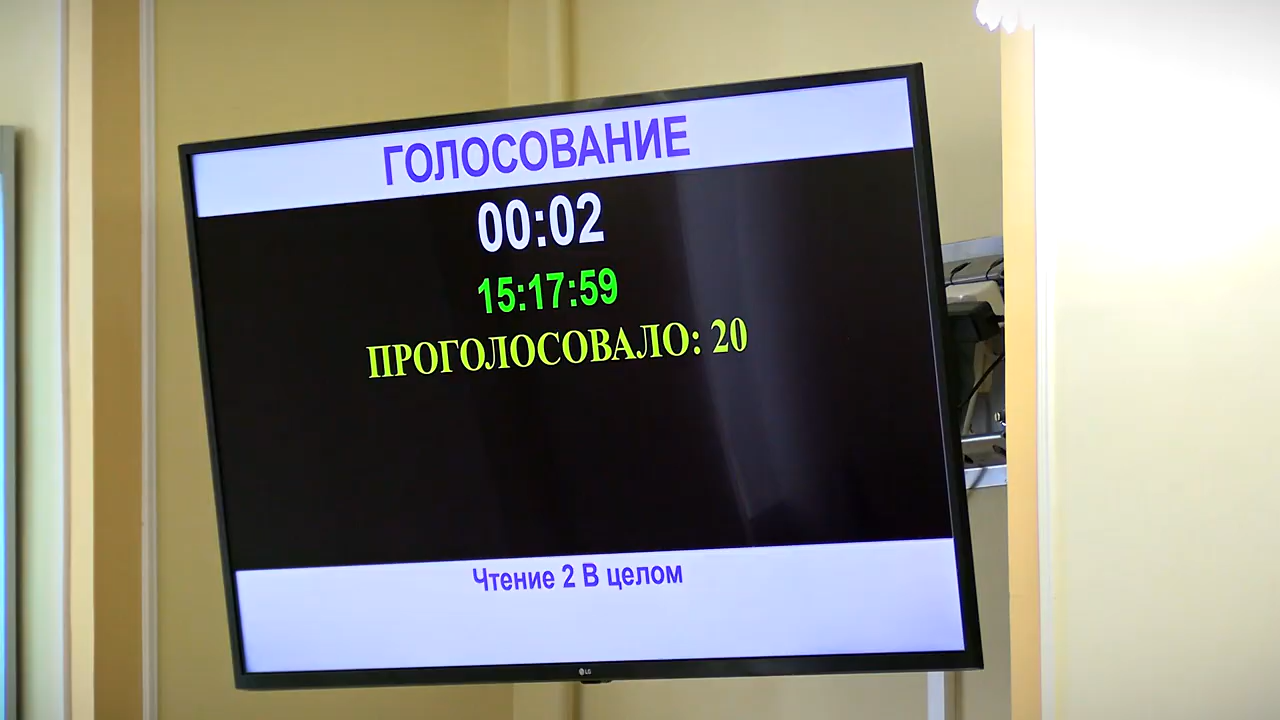 ГОЛОСОВАНИЕ
00:02
15:17:59
ПРОГОЛОСОВАЛО: 20
Чтение 2 В целом
LG